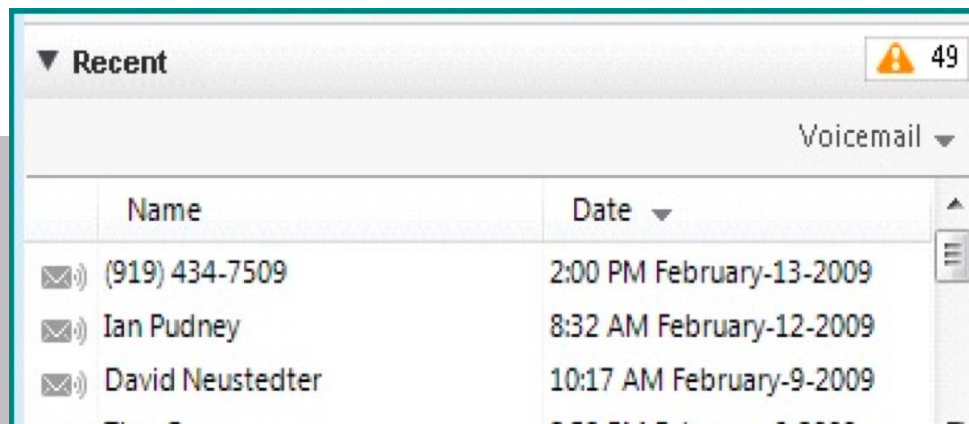 Recent 49
Voicemail
Name Date
(919) 434-7509 2:00 PM February-13-2009
Ian Pudney 8:32 AM February-12-2009
David Neustedter 10:17 AM February-9-2009